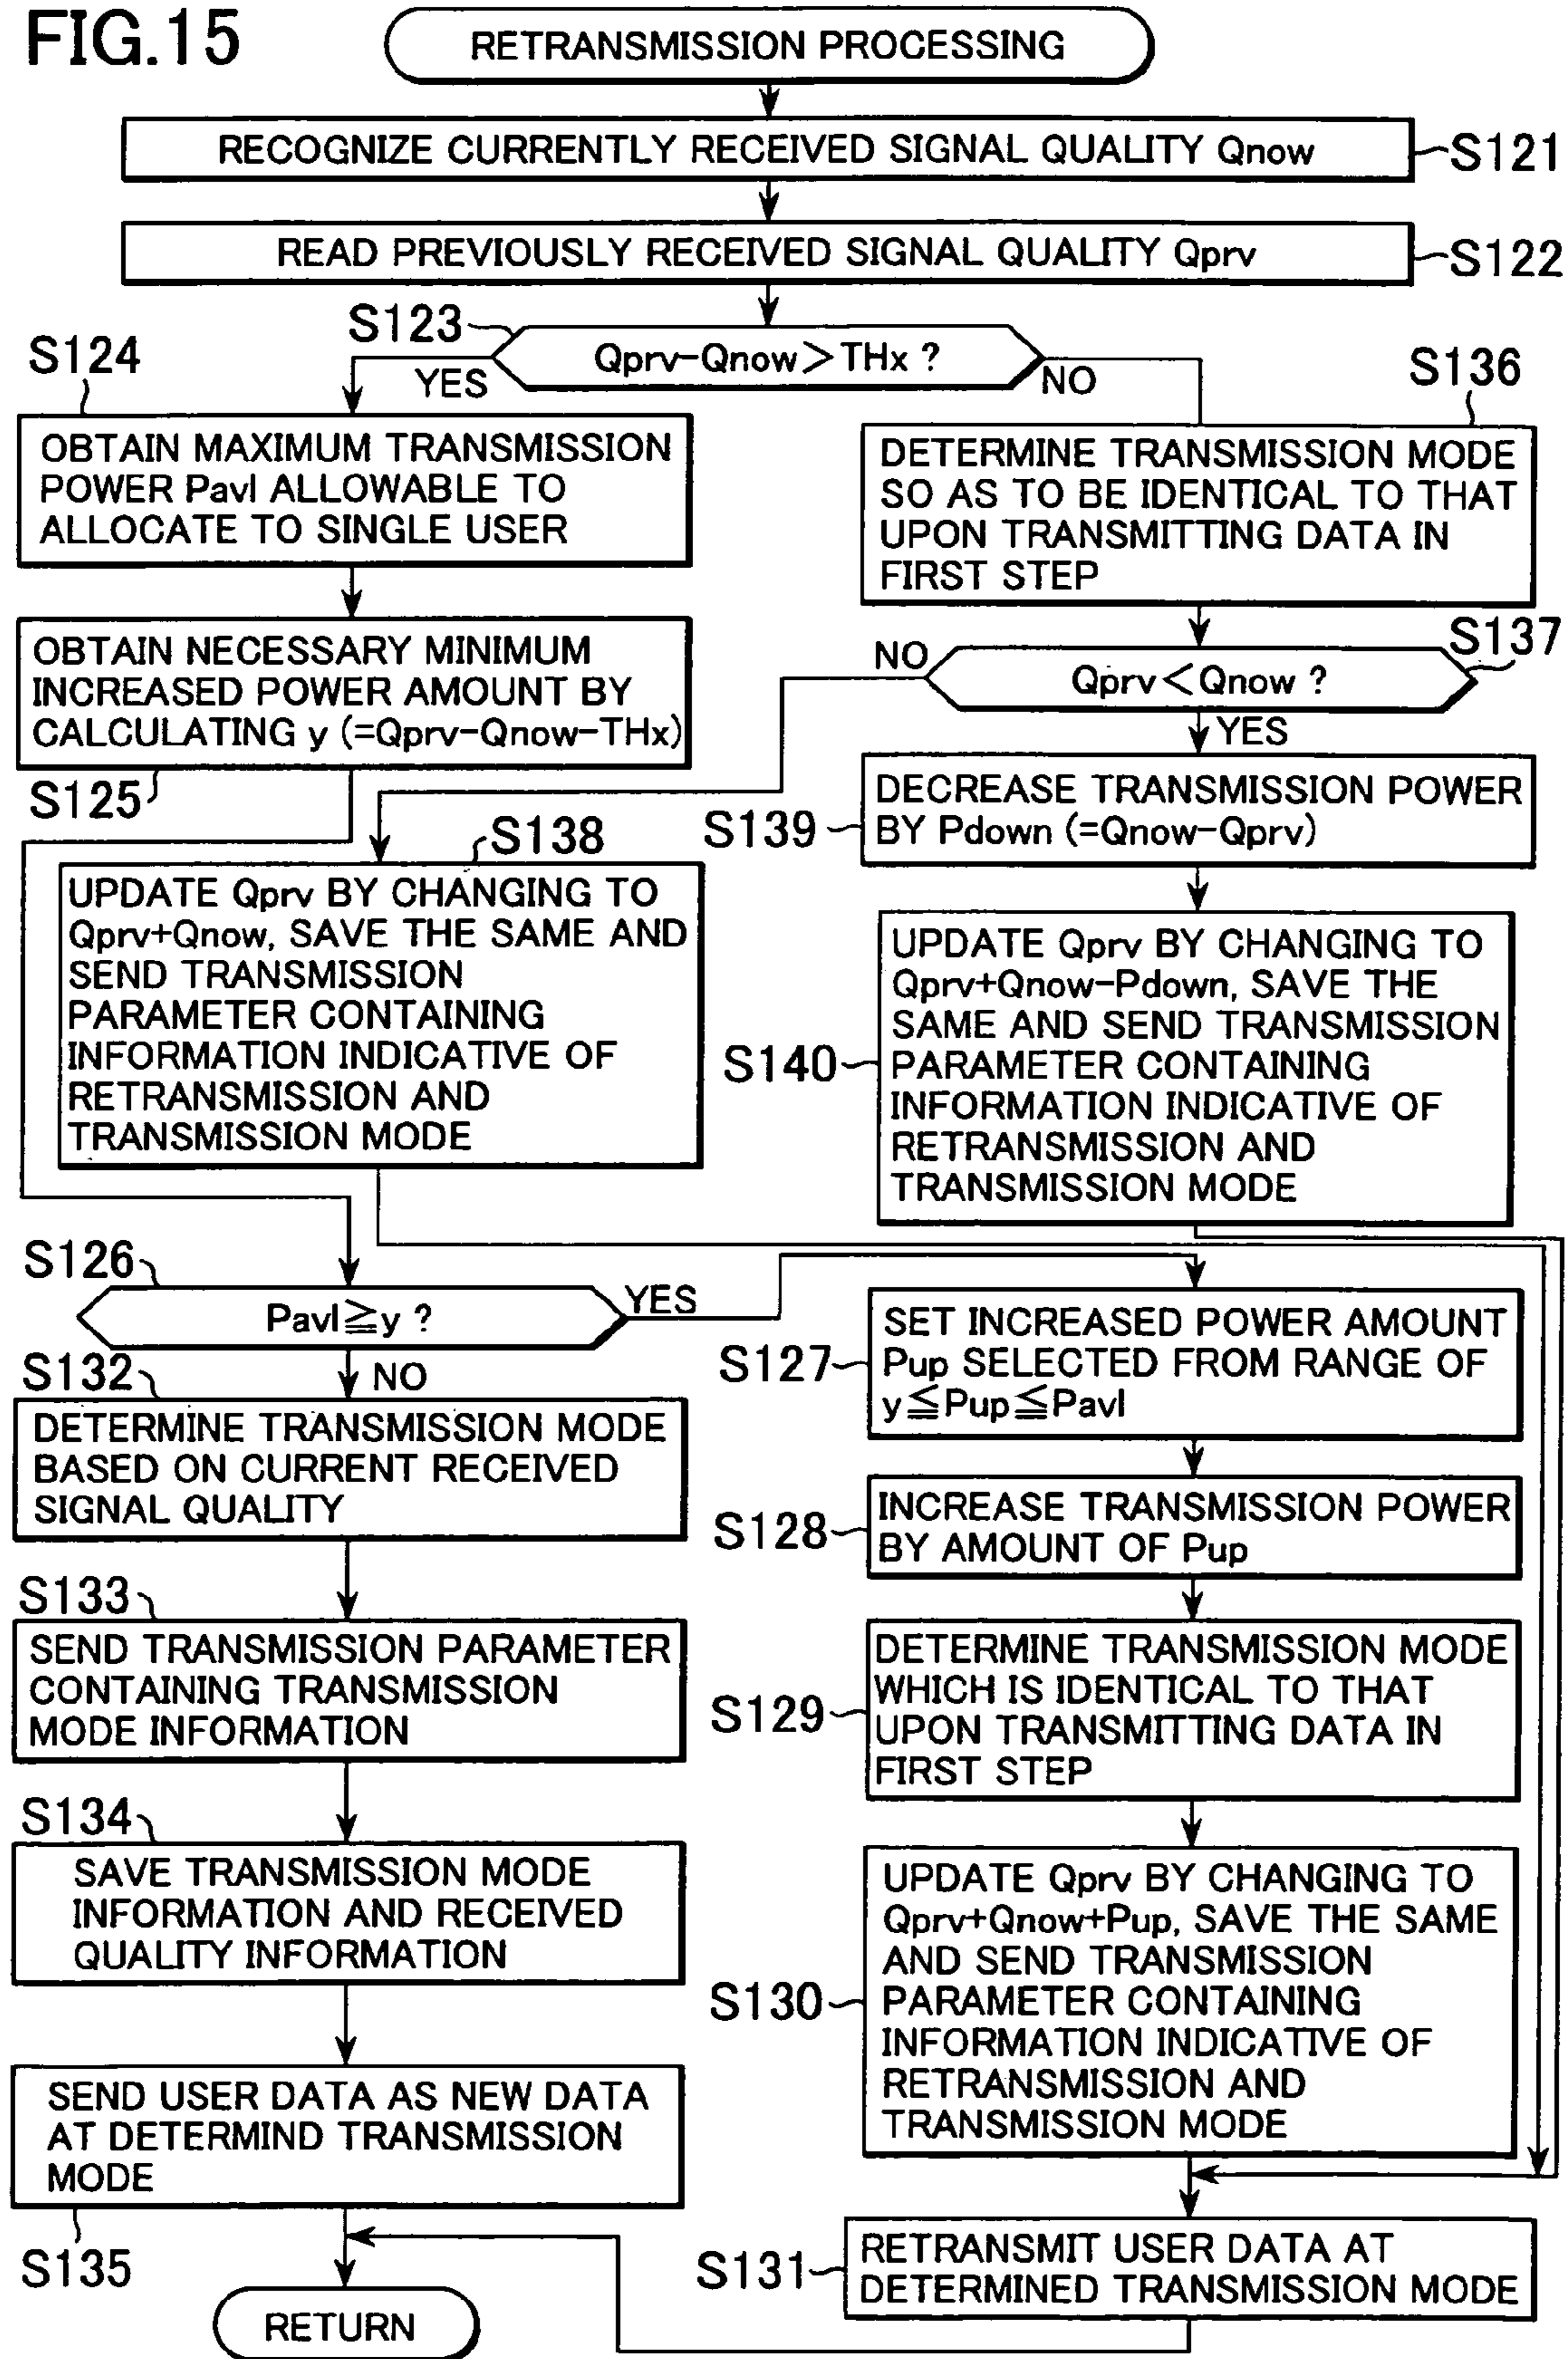 FIG.15
RETRANSMISSION PROCESSING
RECOGNIZE CURRENTLY RECEIVED SIGNAL QUALITY Qnow
S121
READ PREVIOUSLY RECEIVED SIGNAL QUALITY Qprv
S122
S123
Qprv-Qnow>THx ?
YES
NO
S124
OBTAIN MAXIMUM TRANSMISSION
POWER Pavl ALLOWABLE TO
ALLOCATE TO SINGLE USER
OBTAIN NECESSARY MINIMUM
INCREASED POWER AMOUNT BY
CALCULATING y (=Qprv-Qnow-THx)
S125
S136
DETERMINE TRANSMISSION MODE
SO AS TO BE IDENTICAL TO THAT
UPON TRANSMITTING DATA IN
FIRST STEP
S137
NO
Qprv<Qnow ?
YES
S139
DECREASE TRANSMISSION POWER
BY Pdown (=Qnow-Qprv)
S138
UPDATE Qprv BY CHANGING TO
Qprv+Qnow, SAVE THE SAME AND
SEND TRANSMISSION
PARAMETER CONTAINING
INFORMATION INDICATIVE OF
RETRANSMISSION AND
TRANSMISSION MODE
S140
UPDATE Qprv BY CHANGING TO
Qprv+Qnow-Pdown, SAVE THE
SAME AND SEND TRANSMISSION
PARAMETER CONTAINING
INFORMATION INDICATIVE OF
RETRANSMISSION AND
TRANSMISSION MODE
S126
Pavl≧y ?
YES
NO
S132
DETERMINE TRANSMISSION MODE
BASED ON CURRENT RECEIVED
SIGNAL QUALITY
S133
SEND TRANSMISSION PARAMETER
CONTAINING TRANSMISSION
MODE INFORMATION
S134
SAVE TRANSMISSION MODE
INFORMATION AND RECEIVED
QUALITY INFORMATION
SEND USER DATA AS NEW DATA
AT DETERMIND TRANSMISSION
MODE
S135
S127
SET INCREASED POWER AMOUNT
Pup SELECTED FROM RANGE OF
y≦Pup≦Pavl
S128
INCREASE TRANSMISSION POWER
BY AMOUNT OF Pup
S129
DETERMINE TRANSMISSION MODE
WHICH IS IDENTICAL TO THAT
UPON TRANSMITTING DATA IN
FIRST STEP
S130
UPDATE Qprv BY CHANGING TO
Qprv+Qnow+Pup, SAVE THE SAME
AND SEND TRANSMISSION
PARAMETER CONTAINING
INFORMATION INDICATIVE OF
RETRANSMISSION AND
TRANSMISSION MODE
S131
RETRANSMIT USER DATA AT
DETERMINED TRANSMISSION MODE
RETURN